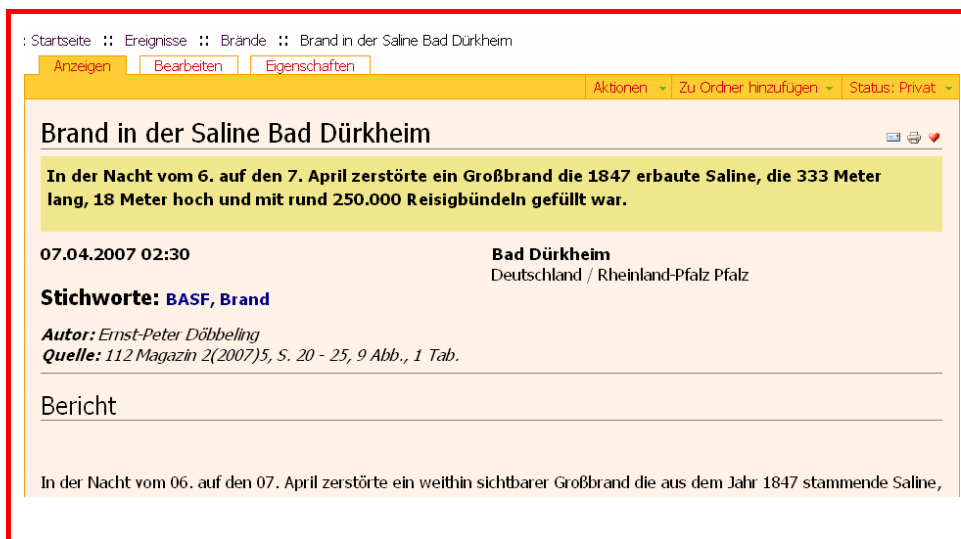 : Startseite :: Ereignisse :: Brände :: Brand in der Saline Bad Dürkheim
Anzeigen Bearbeiten Eigenschaften
Aktionen Zu Ordner hinzufügen Status: Privat
Brand in der Saline Bad Dürkheim
In der Nacht vom 6. auf den 7. April zerstörte ein Großbrand die 1847 erbaute Saline, die 333 Meter
lang, 18 Meter hoch und mit rund 250.000 Reisigbündeln gefüllt war.
07.04.2007 02:30
Bad Dürkheim
Deutschland / Rheinland-Pfalz Pfalz
Stichworte: BASF, Brand
Autor: Ernst-Peter Döbbeling
Quelle: 112 Magazin 2(2007)5, S. 20 - 25, 9 Abb., 1 Tab.
Bericht
In der Nacht vom 06. auf den 07. April zerstörte ein weithin sichtbarer Großbrand die aus dem Jahr 1847 stammende Saline,